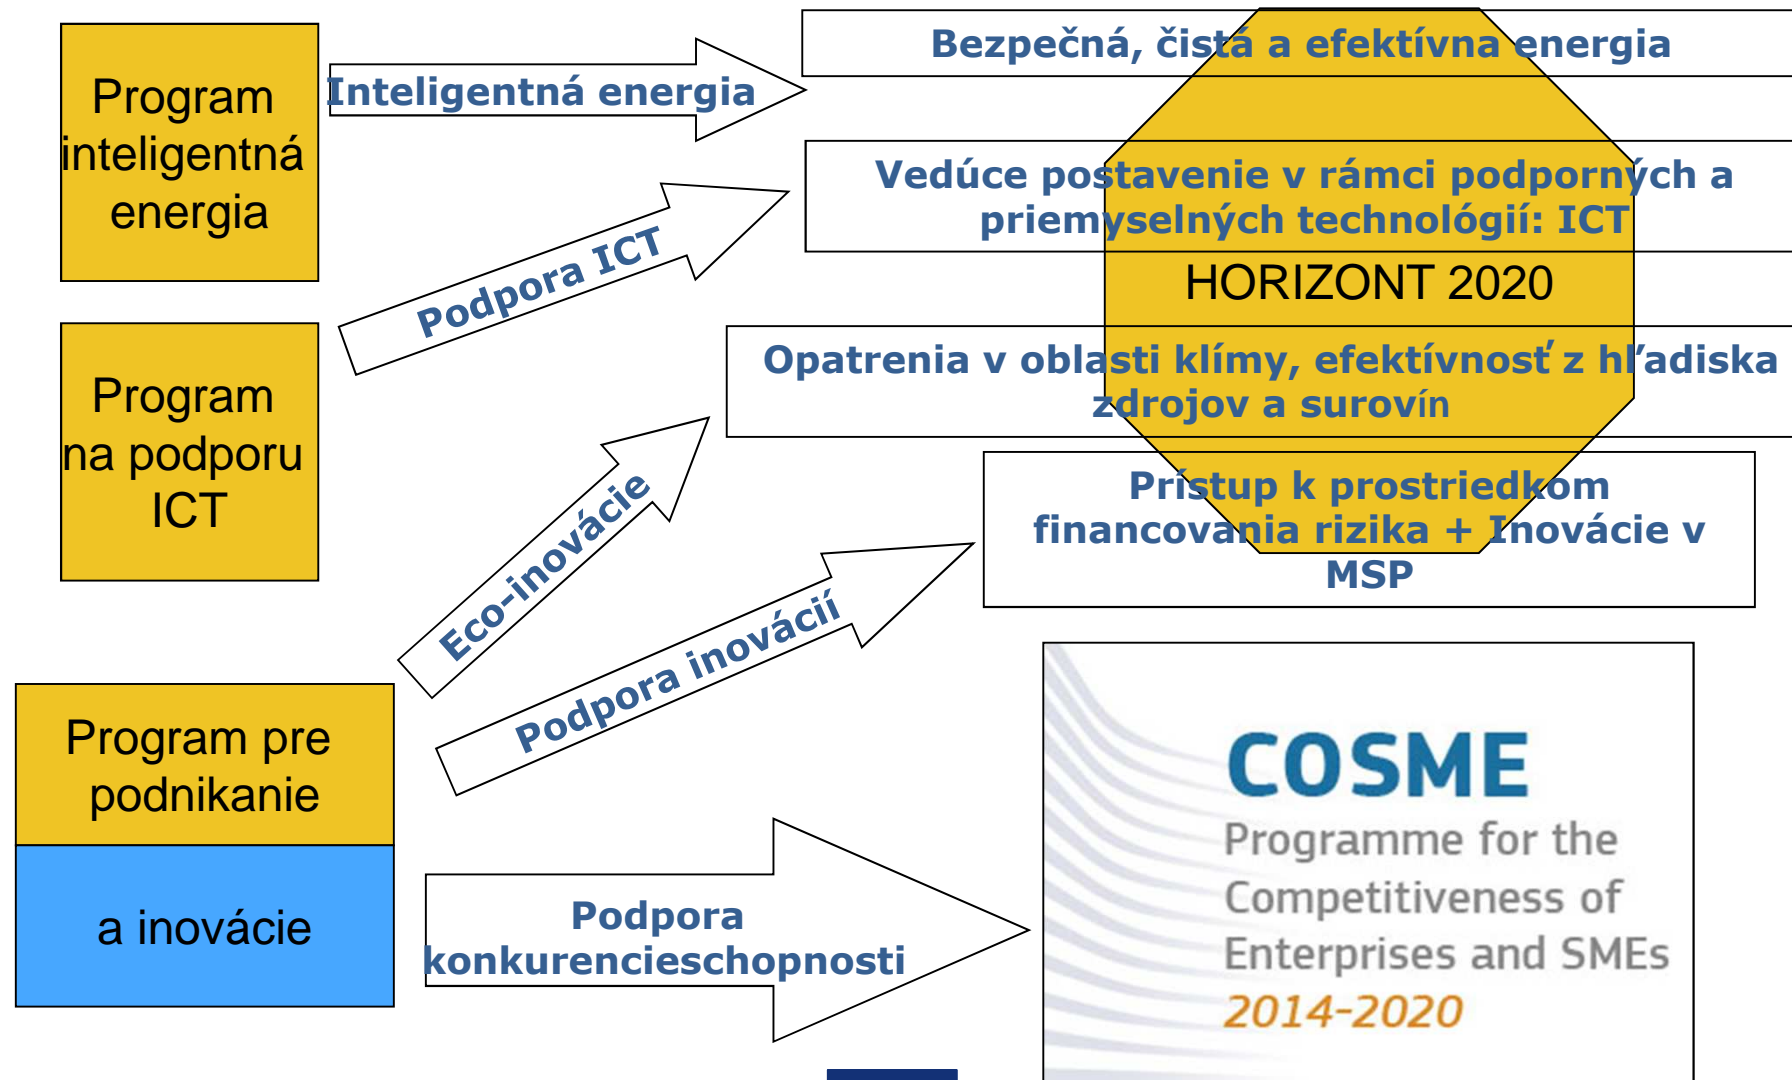 Program
inteligentná
energia
Inteligentná energia
Bezpečná, čistá a efektívna energia
Vedúce postavenie v rámci podporných a
priemyselných technológií: ICT
HORIZONT 2020
Podpora ICT
Program
na podporu
ICT
Opatrenia v oblasti klímy, efektívnosť z hľadiska
zdrojov a surovín
Eco-inovácie
Prístup k prostriedkom
financovania rizika + Inovácie v
MSP
Podpora inovácií
Program pre
podnikanie
a inovácie
Podpora
konkurencieschopnosti
COSME
Programme for the
Competitiveness of
Enterprises and SMEs
2014-2020